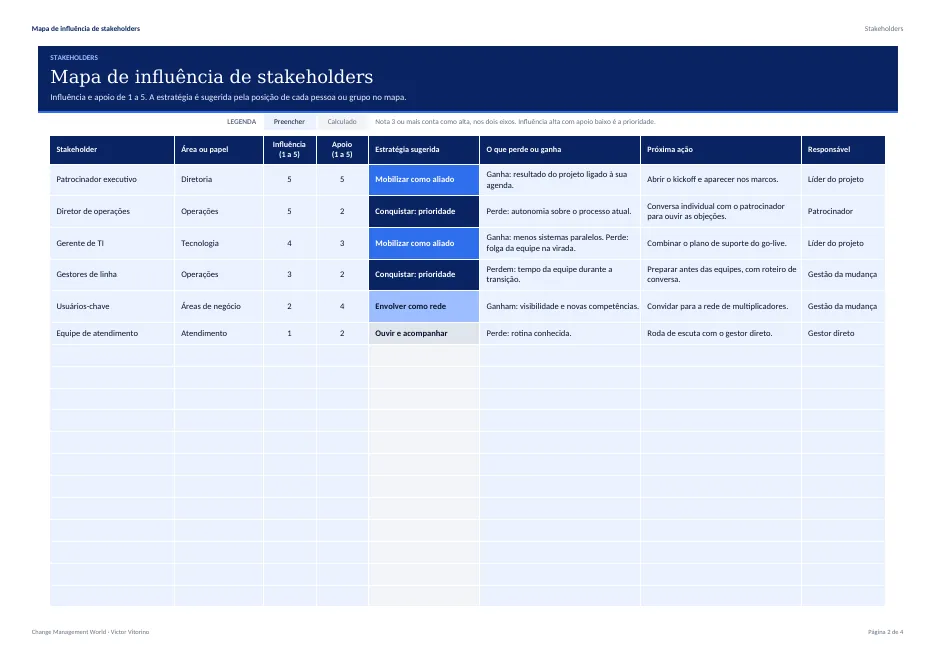 Mapa de influência de stakeholders
Stakeholders
STAKEHOLDERS
Mapa de influência de stakeholders
Influência e apoio de 1 a 5. A estratégia é sugerida pela posição de cada pessoa ou grupo no mapa.
LEGENDA Preencher Calculado Nota 3 ou mais conta como alta, nos dois eixos. Influência alta com apoio baixo é a prioridade.
Stakeholder
Área ou papel
Influência
(1 a 5)
Apoio
(1 a 5)
Estratégia sugerida
O que perde ou ganha
Próxima ação
Responsável
Patrocinador executivo
Diretoria
5
5
Mobilizar como aliado
Ganha: resultado do projeto ligado à sua
agenda.
Abrir o kickoff e aparecer nos marcos.
Líder do projeto
Diretor de operações
Operações
5
2
Conquistar: prioridade
Perde: autonomia sobre o processo atual.
Conversa individual com o patrocinador
para ouvir as objeções.
Patrocinador
Gerente de TI
Tecnologia
4
3
Mobilizar como aliado
Ganha: menos sistemas paralelos. Perde:
folga da equipe na virada.
Combinar o plano de suporte do go-live.
Líder do projeto
Gestores de linha
Operações
3
2
Conquistar: prioridade
Perdem: tempo da equipe durante a
transição.
Preparar antes das equipes, com roteiro de
conversa.
Gestão da mudança
Usuários-chave
Áreas de negócio
2
4
Envolver como rede
Ganham: visibilidade e novas competências.
Convidar para a rede de multiplicadores.
Gestão da mudança
Equipe de atendimento
Atendimento
1
2
Ouvir e acompanhar
Perde: rotina conhecida.
Roda de escuta com o gestor direto.
Gestor direto
Change Management World · Victor Vitorino
Página 2 de 4